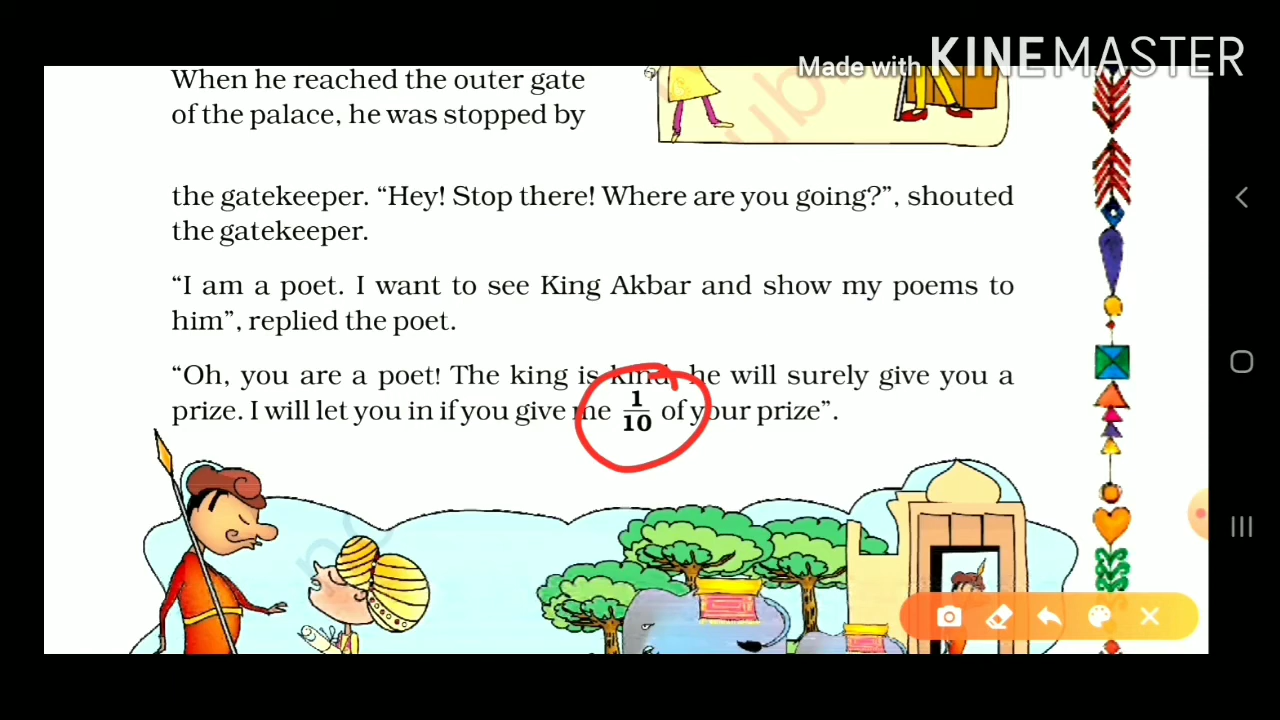 Made with KINEMASTER
When he reached the outer gate
of the palace, he was stopped by
the gatekeeper. “Hey! Stop there! Where are you going?”, shouted
the gatekeeper.
“I am a poet. I want to see King Akbar and show my poems to
him”, replied the poet.
“Oh, you are a poet! The king is kind, he will surely give you a
prize. I will let you in if you give me 1/10 of your prize”.